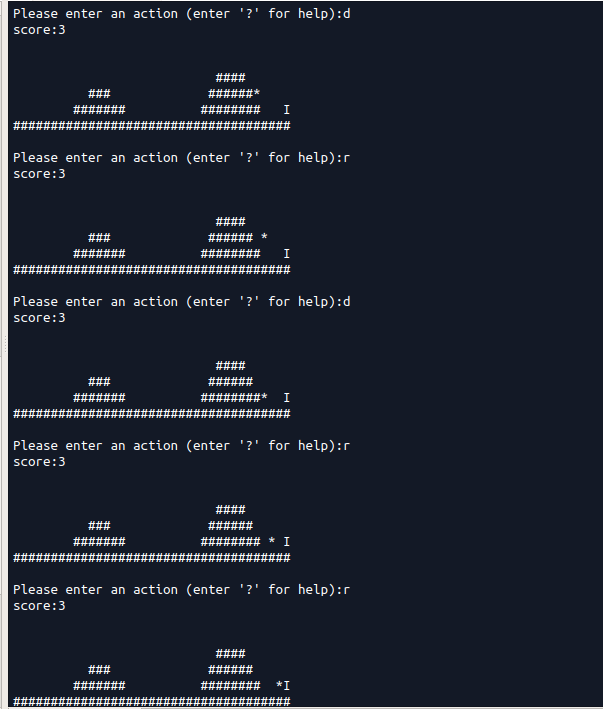 Please enter an action (enter '?' for help):d
score:3
                           ####
          ###             ######*
        #######          ########   I
#####################################
Please enter an action (enter '?' for help):r
score:3
                           ####
          ###             ###### *
        #######          ########   I
#####################################
Please enter an action (enter '?' for help):d
score:3
                           ####
          ###             ######
        #######          ########*  I
#####################################
Please enter an action (enter '?' for help):r
score:3
                           ####
          ###             ######
        #######          ######## * I
#####################################
Please enter an action (enter '?' for help):r
score:3
                           ####
          ###             ######
        #######          ########  *I
#####################################